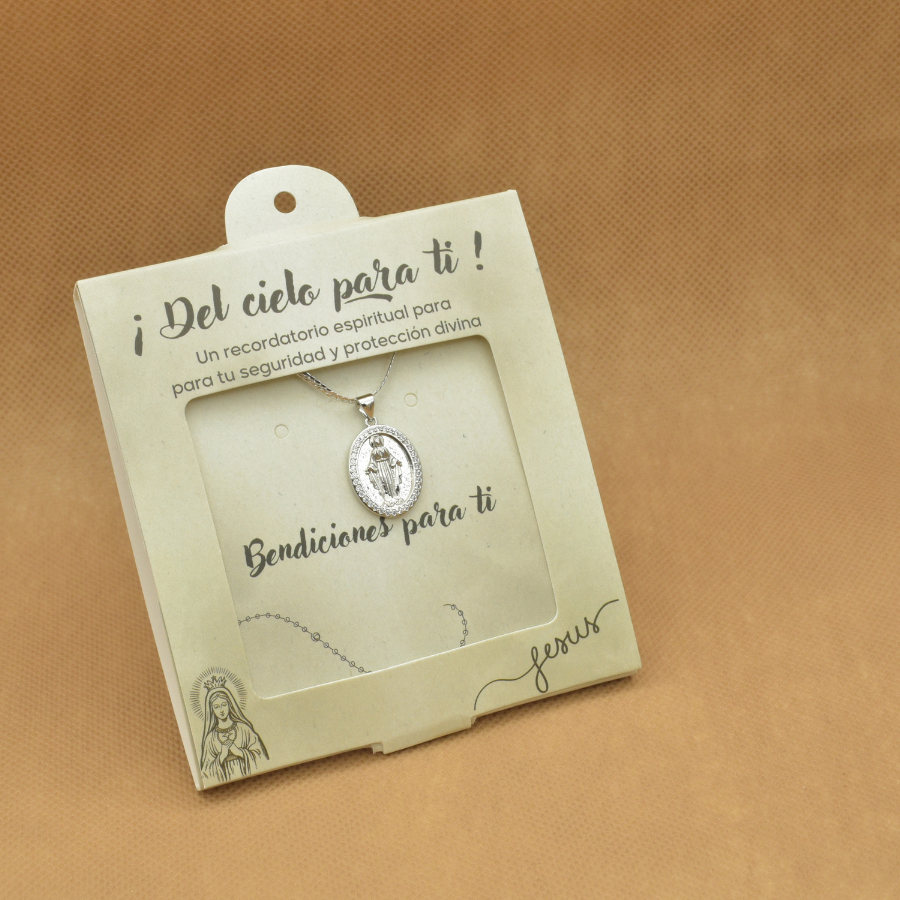 ¡ Del cielo para ti !
Un recordatorio espiritual para
para tu seguridad y protección divina
Bendiciones para ti
Jesus